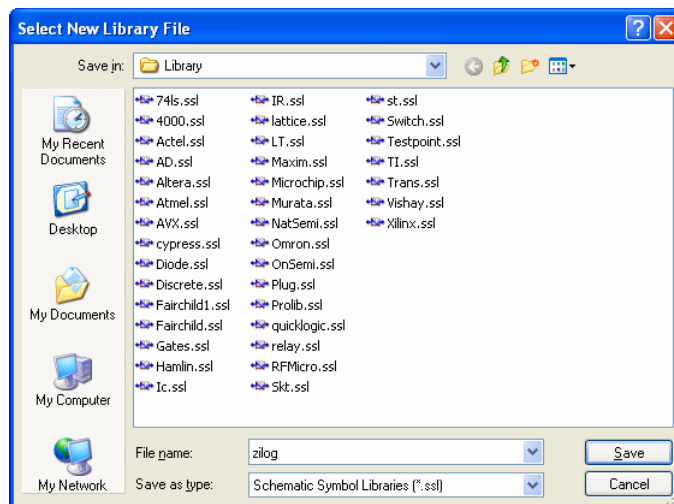 Select New Library File
Save in:
Library
My Recent
Documents
Desktop
My Documents
My Computer
My Network
74ls.ssl
4000.ssl
Actel.ssl
AD.ssl
Altera.ssl
Atmel.ssl
AVX.ssl
cypress.ssl
Diode.ssl
Discrete.ssl
Fairchild1.ssl
Fairchild.ssl
Gates.ssl
Hamlin.ssl
Ic.ssl
IR.ssl
lattice.ssl
LT.ssl
Maxim.ssl
Microchip.ssl
Murata.ssl
NatSemi.ssl
Omron.ssl
OnSemi.ssl
Plug.ssl
Prolib.ssl
quicklogic.ssl
relay.ssl
RFMicro.ssl
Skt.ssl
st.ssl
Switch.ssl
Testpoint.ssl
TI.ssl
Trans.ssl
Vishay.ssl
Xilinx.ssl
File name:
zilog
Save
Save as type:
Schematic Symbol Libraries (*.ssl)
Cancel